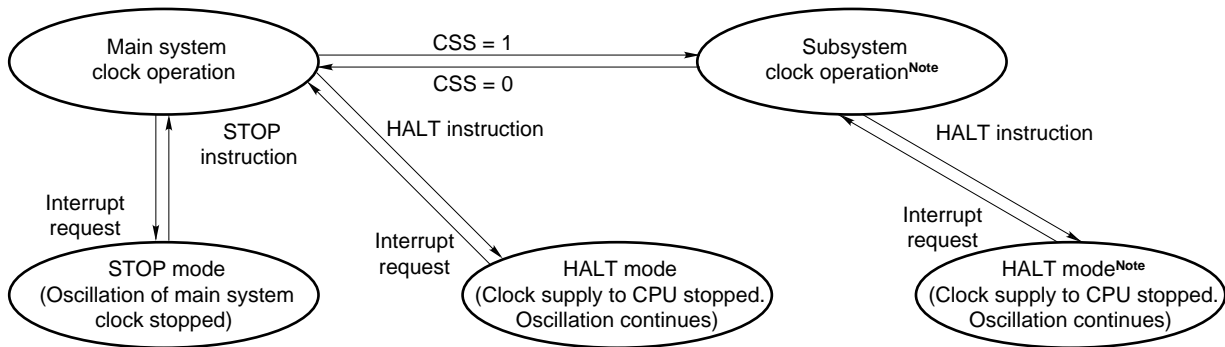 Main system
clock operation
CSS = 1
CSS = 0
Subsystem
clock operationNote
STOP
instruction
HALT instruction
HALT instruction
Interrupt
request
Interrupt
request
Interrupt
request
STOP mode
(Oscillation of main system
clock stopped)
HALT mode
(Clock supply to CPU stopped.
Oscillation continues)
HALT modeNote
(Clock supply to CPU stopped.
Oscillation continues)